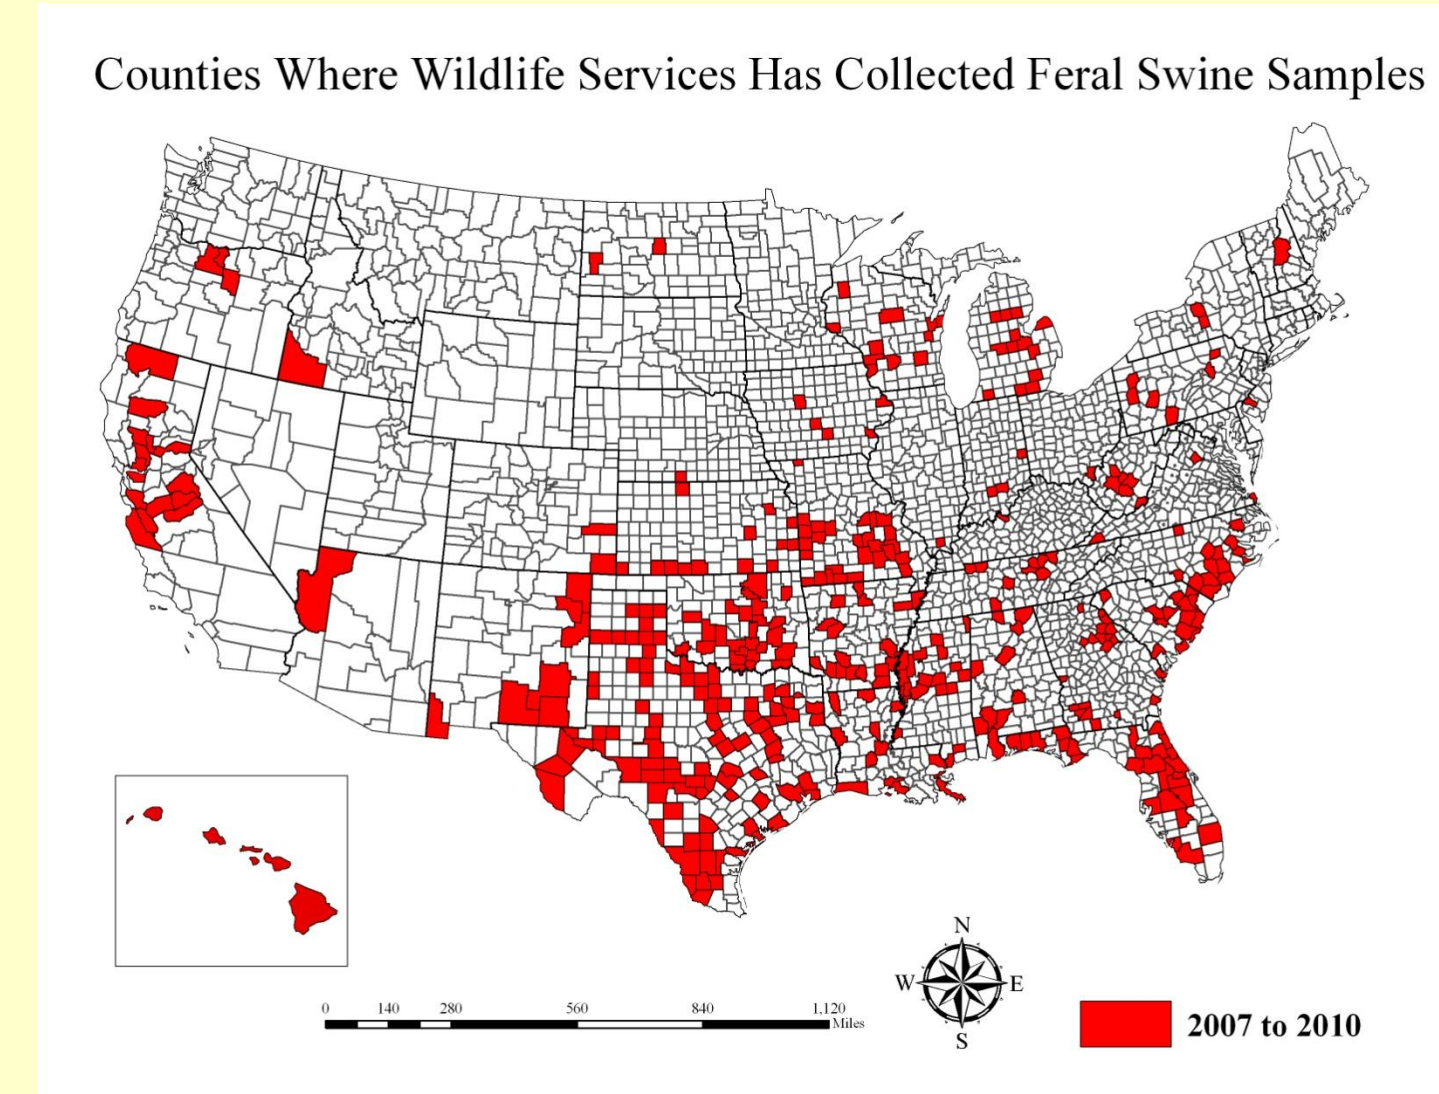 Counties Where Wildlife Services Has Collected Feral Swine Samples
N
W E
S
0 140 280 560 840 1,120
Miles
2007 to 2010